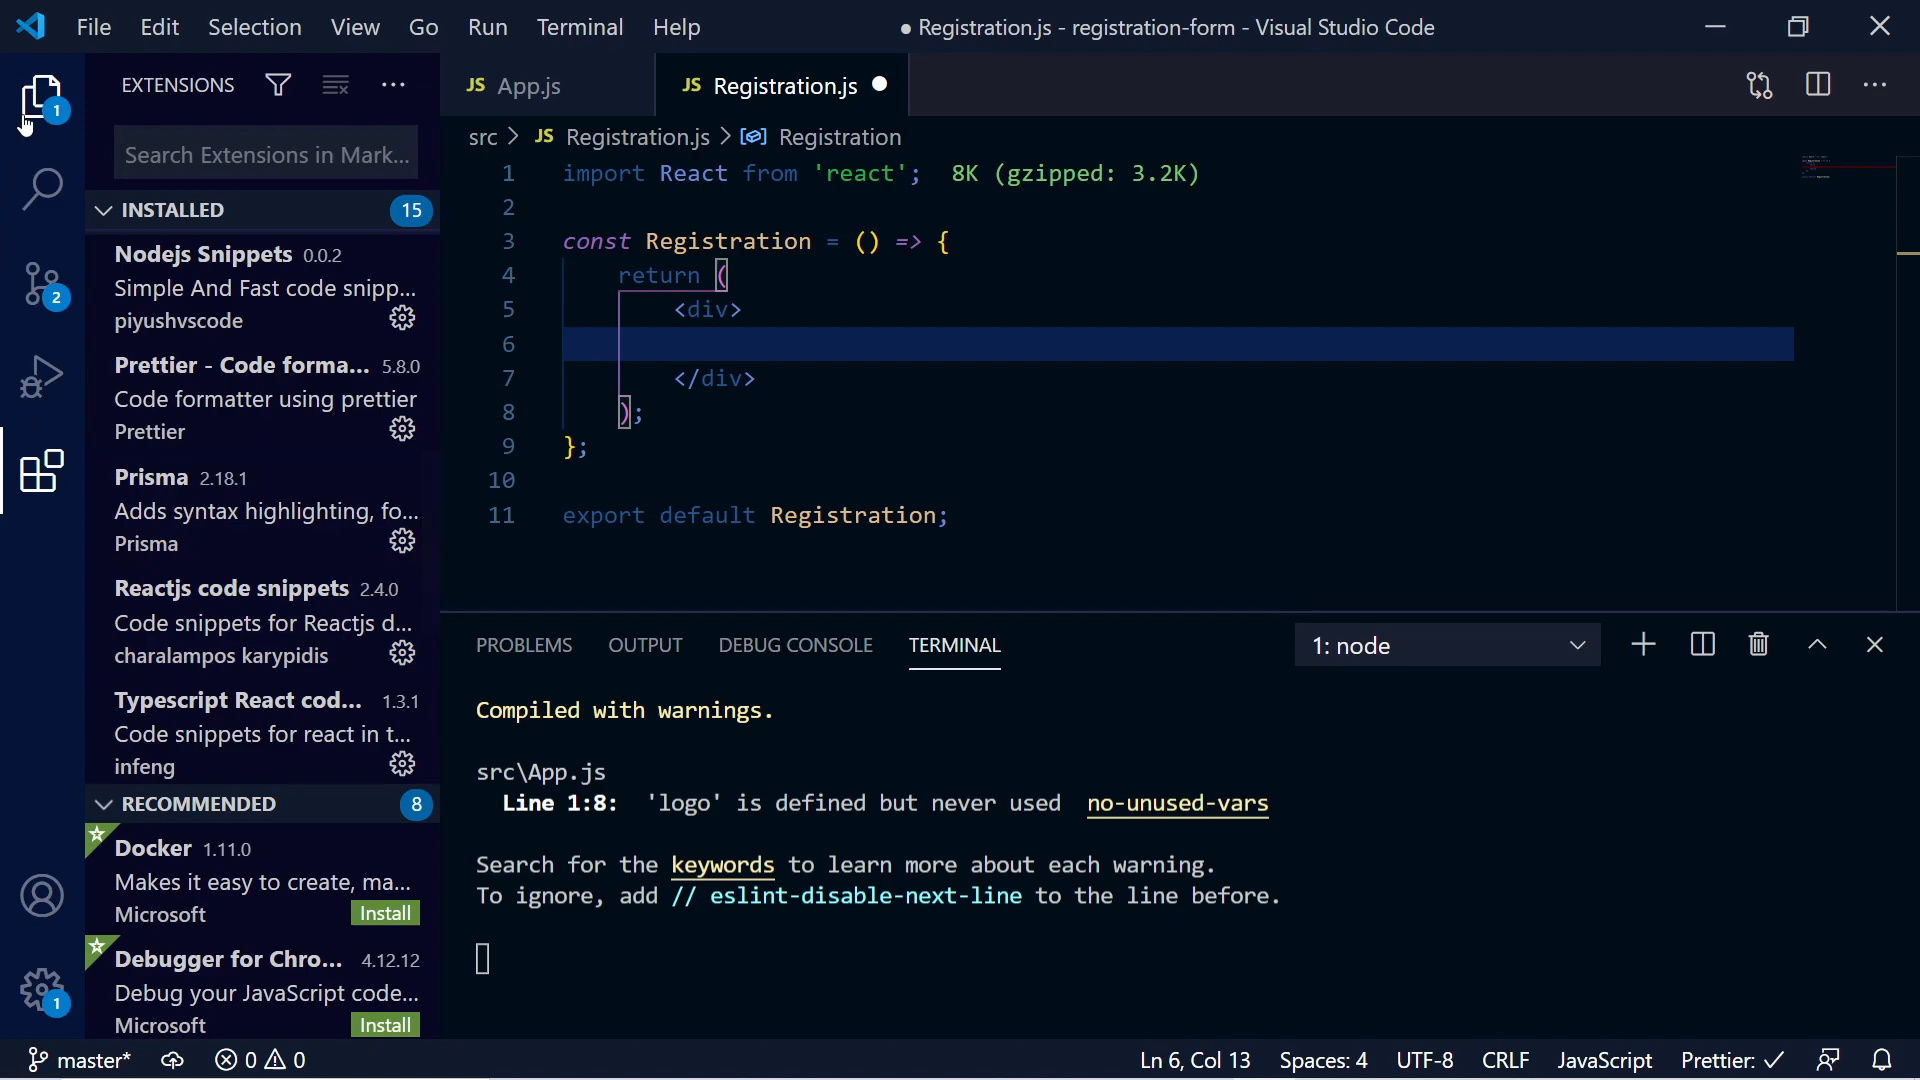 File Edit Selection View Go Run Terminal Help
● Registration.js - registration-form - Visual Studio Code
1
2
1
EXTENSIONS
Search Extensions in Mark...
INSTALLED 15
Nodejs Snippets 0.0.2
Simple And Fast code snipp...
piyushvscode
Prettier - Code forma... 5.8.0
Code formatter using prettier
Prettier
Prisma 2.18.1
Adds syntax highlighting, fo...
Prisma
Reactjs code snippets 2.4.0
Code snippets for Reactjs d...
charalampos karypidis
Typescript React cod... 1.3.1
Code snippets for react in t...
infeng
RECOMMENDED 8
Docker 1.11.0
Makes it easy to create, ma...
Microsoft Install
Debugger for Chro... 4.12.12
Debug your JavaScript code...
Microsoft Install
JS App.js
JS Registration.js ●
src > JS Registration.js > Registration
1 import React from 'react'; 8K (gzipped: 3.2K)
2
3 const Registration = () => {
4 return (
5 <div>
6
7 </div>
8 );
9 };
10
11 export default Registration;
PROBLEMS OUTPUT DEBUG CONSOLE TERMINAL
1: node
Compiled with warnings.
src\App.js
Line 1:8: 'logo' is defined but never used no-unused-vars
Search for the keywords to learn more about each warning.
To ignore, add // eslint-disable-next-line to the line before.
master* 0 0
Ln 6, Col 13 Spaces: 4 UTF-8 CRLF JavaScript Prettier: ✓